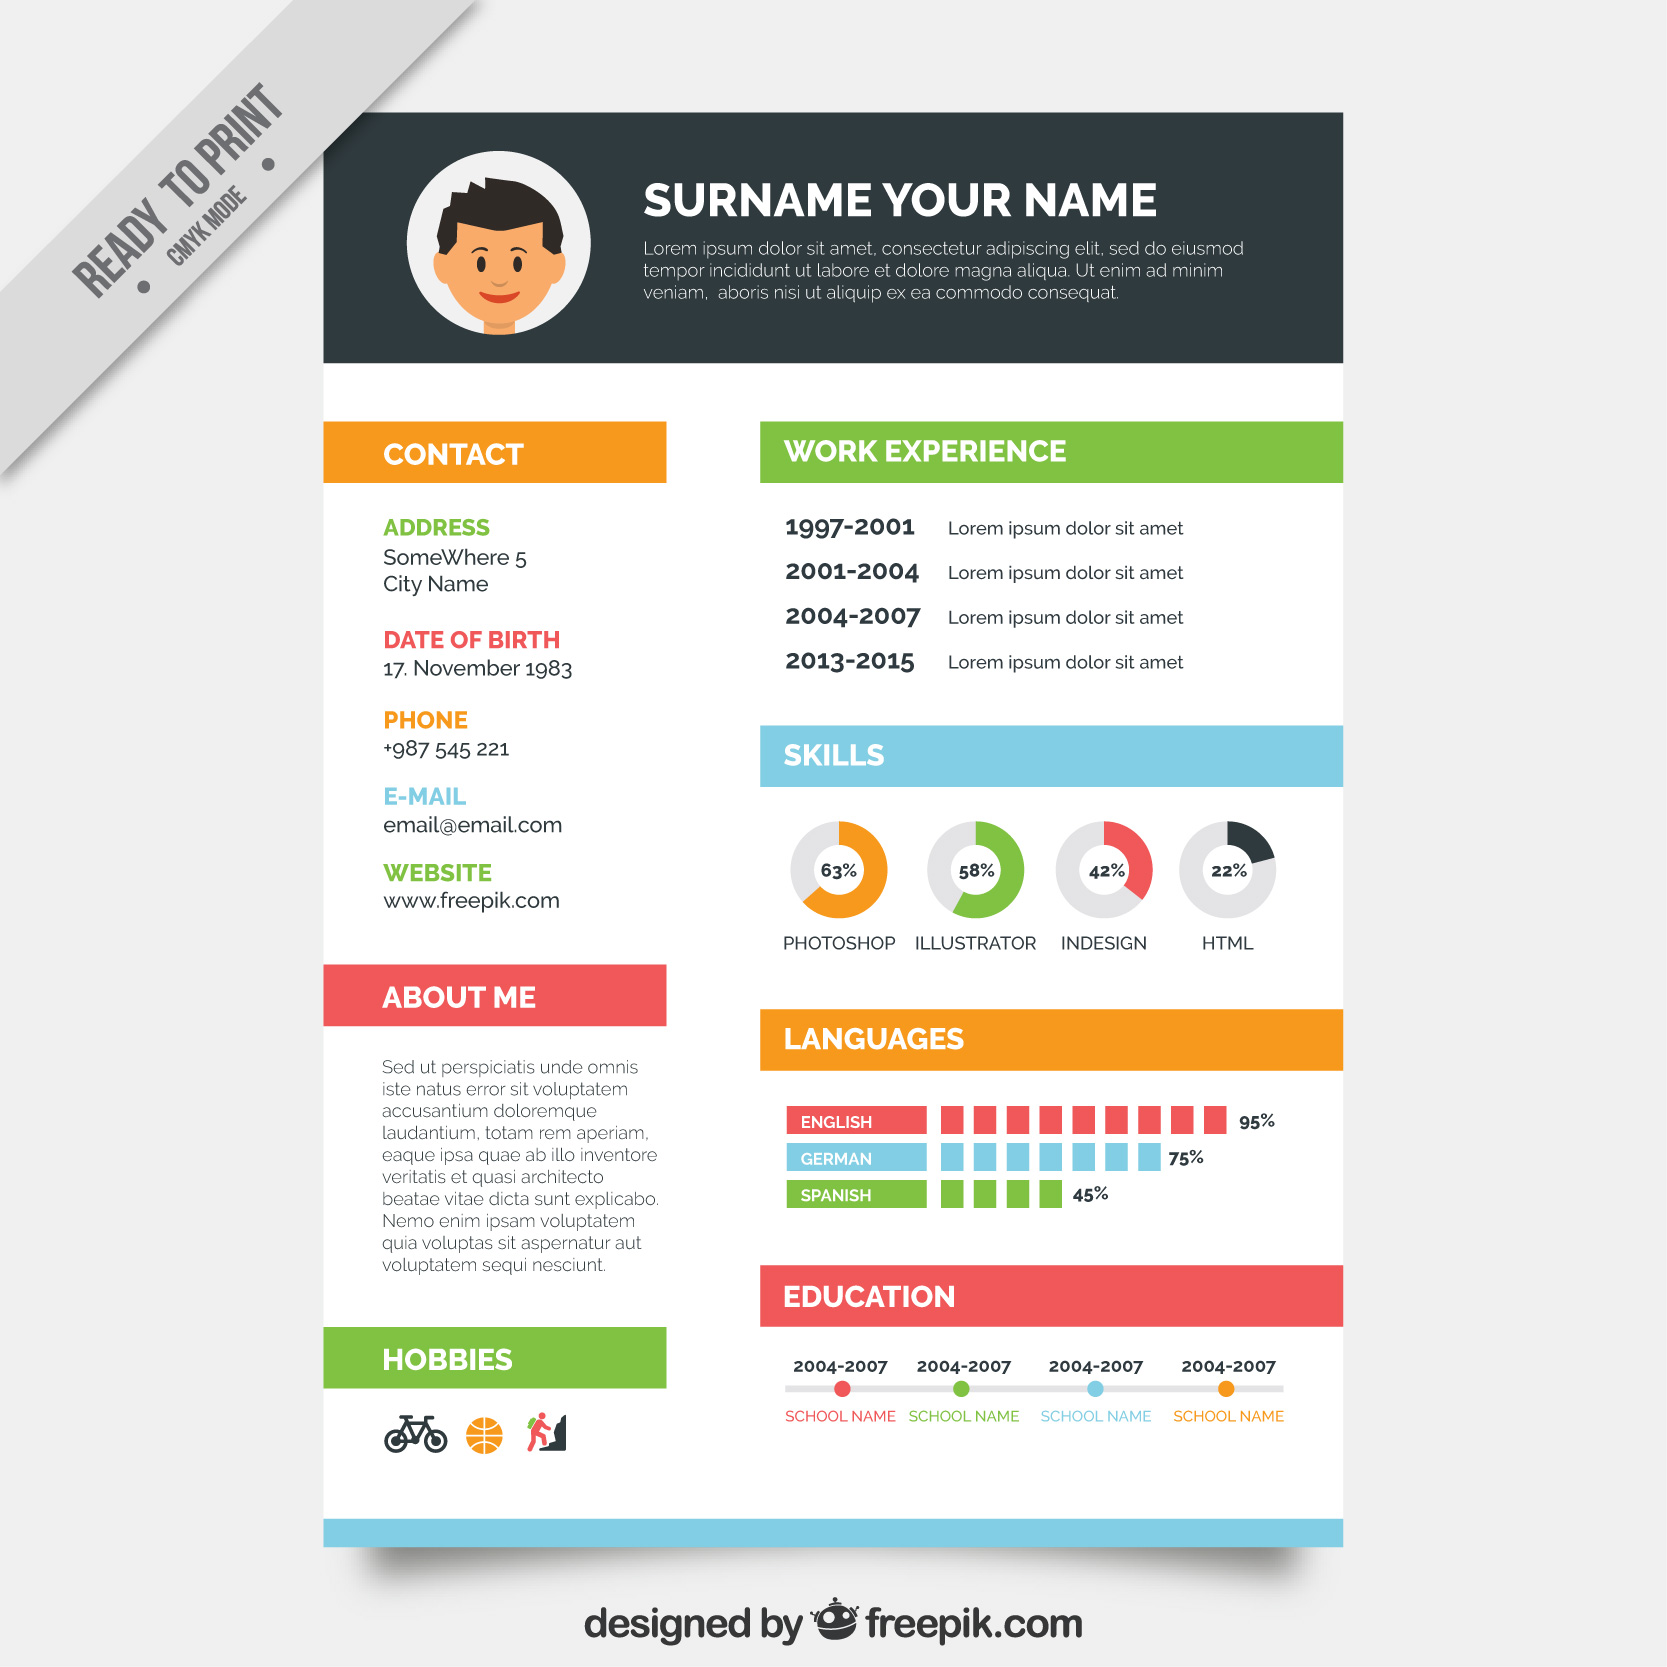 READY TO PRINT
• CMYK MODE •
SURNAME YOUR NAME
Lorem ipsum dolor sit amet, consectetur adipiscing elit, sed do eiusmod
tempor incididunt ut labore et dolore magna aliqua. Ut enim ad minim
veniam, aboris nisi ut aliquip ex ea commodo consequat.
CONTACT
ADDRESS
SomeWhere 5
City Name
DATE OF BIRTH
17. November 1983
PHONE
+987 545 221
E-MAIL
email@email.com
WEBSITE
www.freepik.com
ABOUT ME
Sed ut perspiciatis unde omnis
iste natus error sit voluptatem
accusantium doloremque
laudantium, totam rem aperiam,
eaque ipsa quae ab illo inventore
veritatis et quasi architecto
beatae vitae dicta sunt explicabo.
Nemo enim ipsam voluptatem
quia voluptas sit aspernatur aut
voluptatem sequi nesciunt.
HOBBIES
WORK EXPERIENCE
1997-2001 Lorem ipsum dolor sit amet
2001-2004 Lorem ipsum dolor sit amet
2004-2007 Lorem ipsum dolor sit amet
2013-2015 Lorem ipsum dolor sit amet
SKILLS
63% 58% 42% 22%
PHOTOSHOP ILLUSTRATOR INDESIGN HTML
LANGUAGES
ENGLISH 95%
GERMAN 75%
SPANISH 45%
EDUCATION
2004-2007 2004-2007 2004-2007 2004-2007
SCHOOL NAME SCHOOL NAME SCHOOL NAME SCHOOL NAME
designed by freepik.com